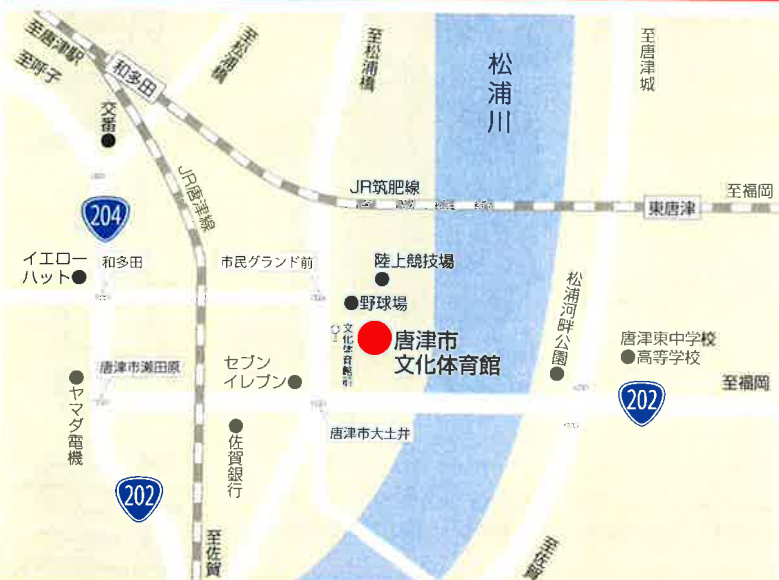 至唐津駅
至呼子
交番
和多田
至松浦橋
至松浦橋
松浦川
至唐津城
JR唐津線
JR筑肥線
至福岡
東唐津
204
イエロー
ハット
和多田
市民グランド前
陸上競技場
野球場
文化体育館前
唐津市
文化体育館
松浦河畔公園
唐津東中学校
高等学校
至福岡
202
唐津市瀬田原
セブン
イレブン
ヤマダ電機
佐賀銀行
唐津市大土井
202
至佐賀
至佐賀